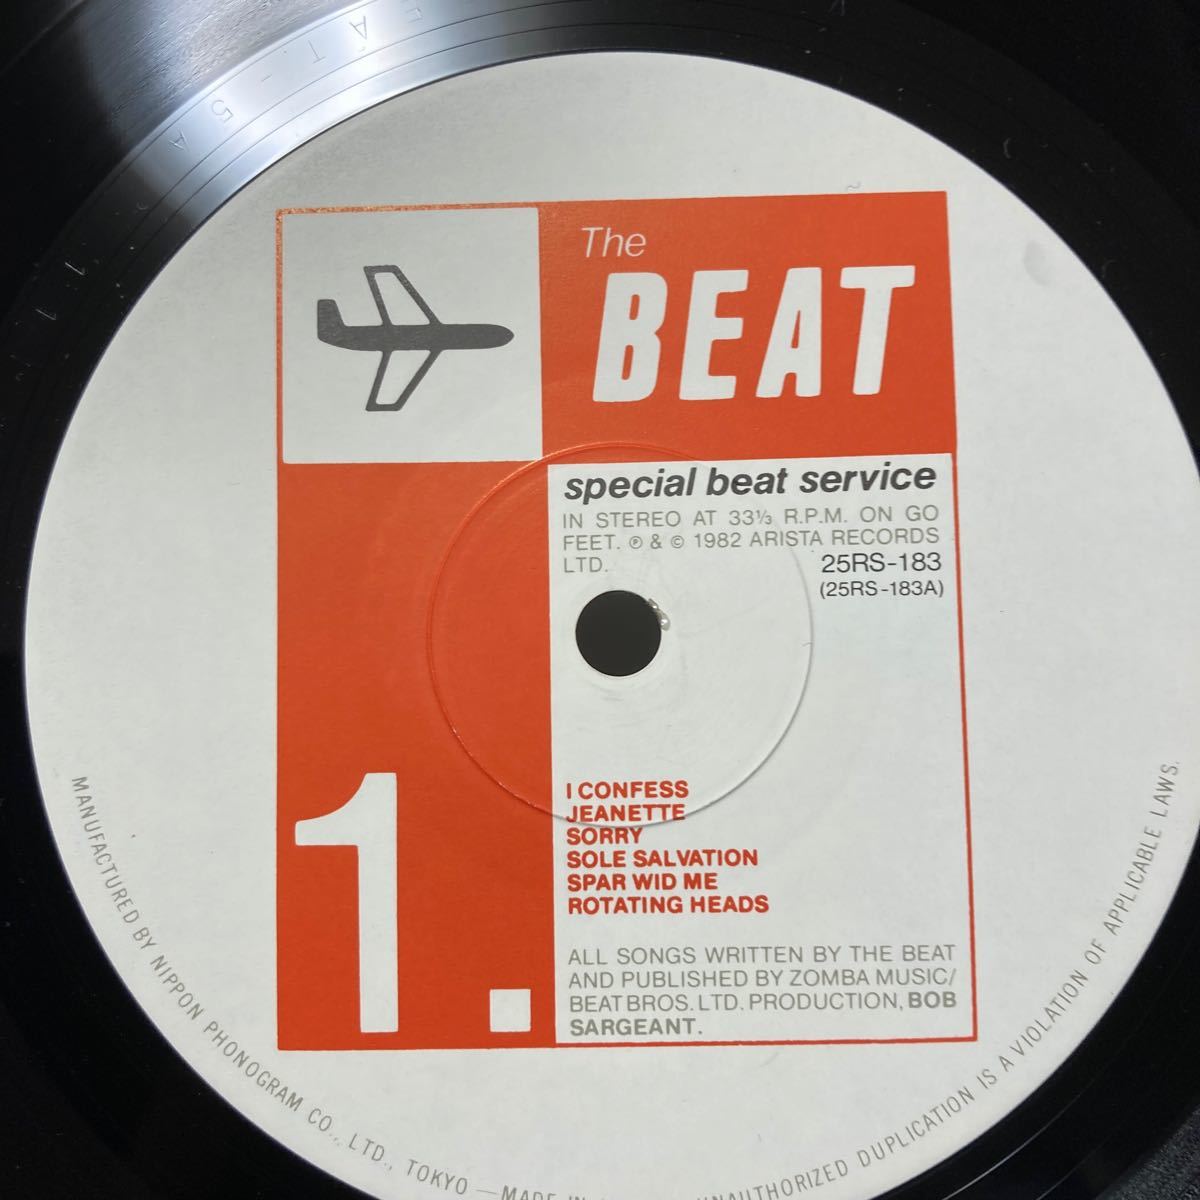 The
BEAT
special beat service
IN STEREO AT 33⅓ R.P.M. ON GO
FEET. ℗ & © 1982 ARISTA RECORDS
LTD.
25RS-183
(25RS-183A)
1.
I CONFESS
JEANETTE
SORRY
SOLE SALVATION
SPAR WID ME
ROTATING HEADS
ALL SONGS WRITTEN BY THE BEAT
AND PUBLISHED BY ZOMBA MUSIC/
BEAT BROS. LTD. PRODUCTION, BOB
SARGEANT.
MANUFACTURED BY NIPPON PHONOGRAM CO., LTD., TOKYO — MADE IN UNAUTHORIZED DUPLICATION IS A VIOLATION OF APPLICABLE LAWS.